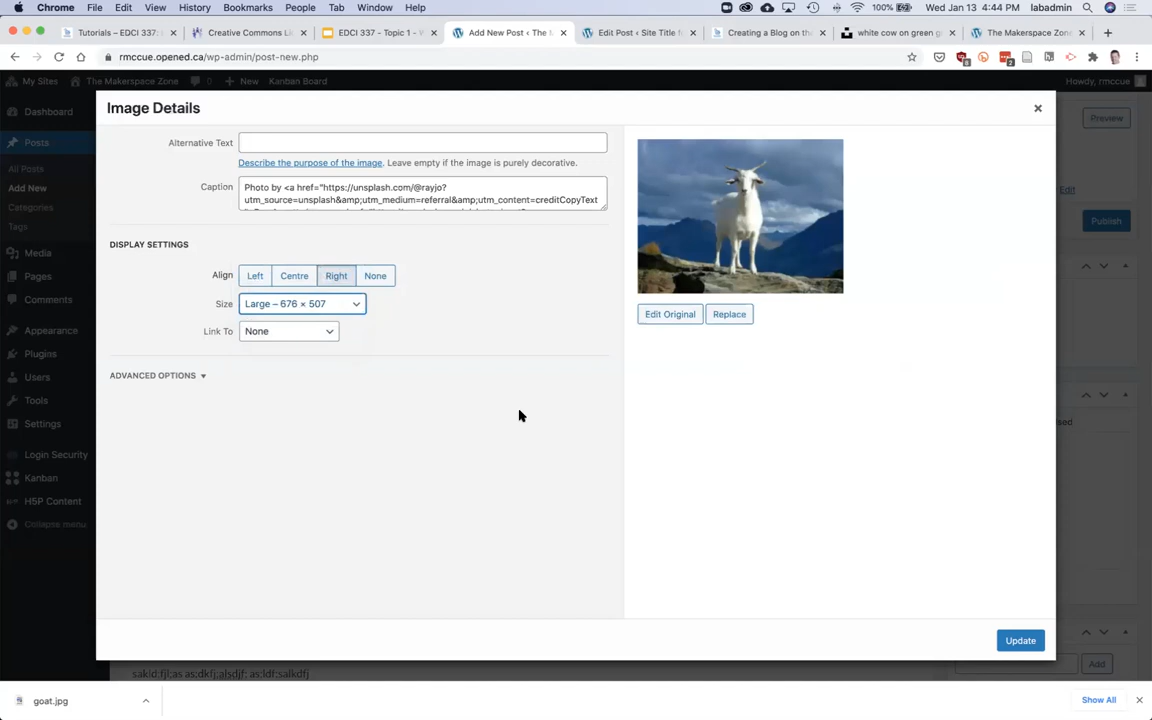 Chrome File Edit View History Bookmarks People Tab Window Help 100% Wed Jan 13 4:44 PM labadmin
Tutorials – EDCI 337: Creative Commons Li EDCI 337 - Topic 1 - W Add New Post ‹ The Edit Post ‹ Site Title Creating a Blog on th white cow on green g The Makerspace Zone
rmccue.opened.ca/wp-admin/post-new.php
My Sites The Makerspace Zone 0 New Kanban Board Howdy, rmccue
Image Details
Dashboard
Posts
All Posts
Add New
Categories
Tags
Media
Pages
Comments
Appearance
Plugins
Users
Tools
Settings
Login Security
Kanban
H5P Content
Collapse menu
Alternative Text
Describe the purpose of the image. Leave empty if the image is purely decorative.
Caption
Photo by <a href="https://unsplash.com/@rayjo?
utm_source=unsplash&amp;utm_medium=referral&amp;utm_content=creditCopyText
DISPLAY SETTINGS
Align Left Centre Right None
Size Large – 676 × 507
Link To None
ADVANCED OPTIONS
Edit Original Replace
Update
Preview
Edit
Publish
Add
sakld;fjl;as as;dkfj;alsdjf; as;ldf;salkdfj
goat.jpg
Show All